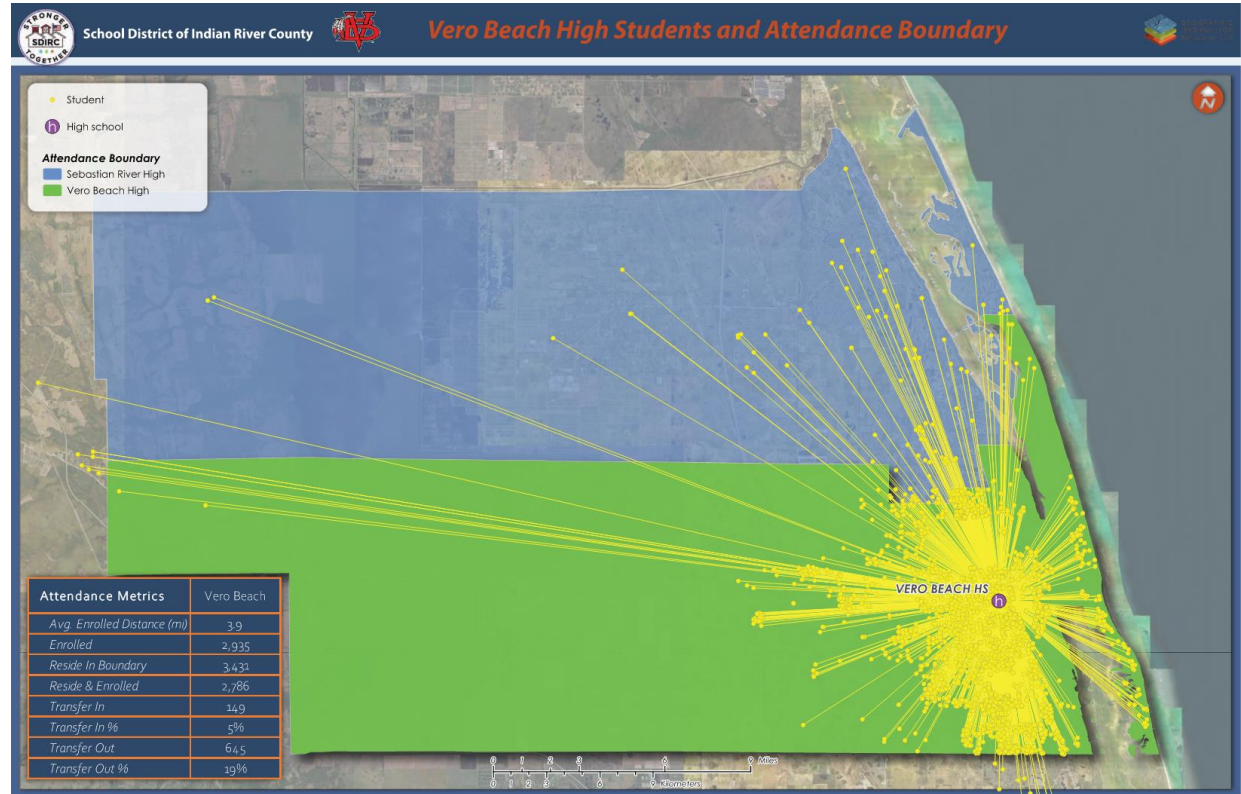 STRONGER
SDIRC
TOGETHER
School District of Indian River County
VB
Vero Beach High Students and Attendance Boundary
Student
h High school
Attendance Boundary
Sebastian River High
Vero Beach High
N
VERO BEACH HS
h
Attendance Metrics Vero Beach
Avg. Enrolled Distance (mi) 3.9
Enrolled 2,935
Reside In Boundary 3,431
Reside & Enrolled 2,786
Transfer In 149
Transfer In % 5%
Transfer Out 645
Transfer Out % 19%
0 1 2 3 6 9 Miles
0 1 2 3 6 9 Kilometers